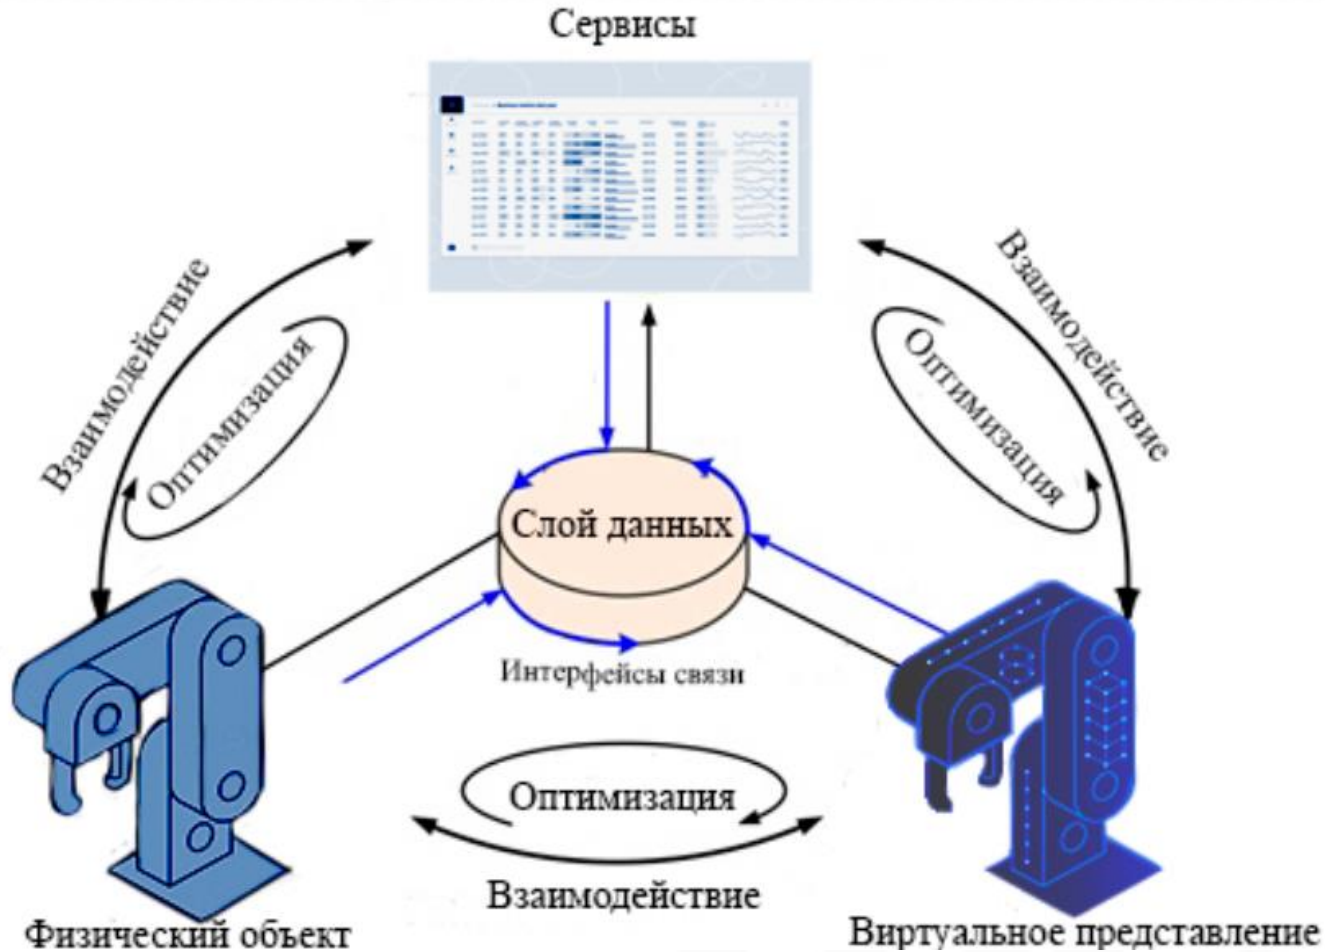 Сервисы
Взаимодействие
Оптимизация
Взаимодействие
Оптимизация
Слой данных
Интерфейсы связи
Оптимизация
Взаимодействие
Физический объект
Виртуальное представление